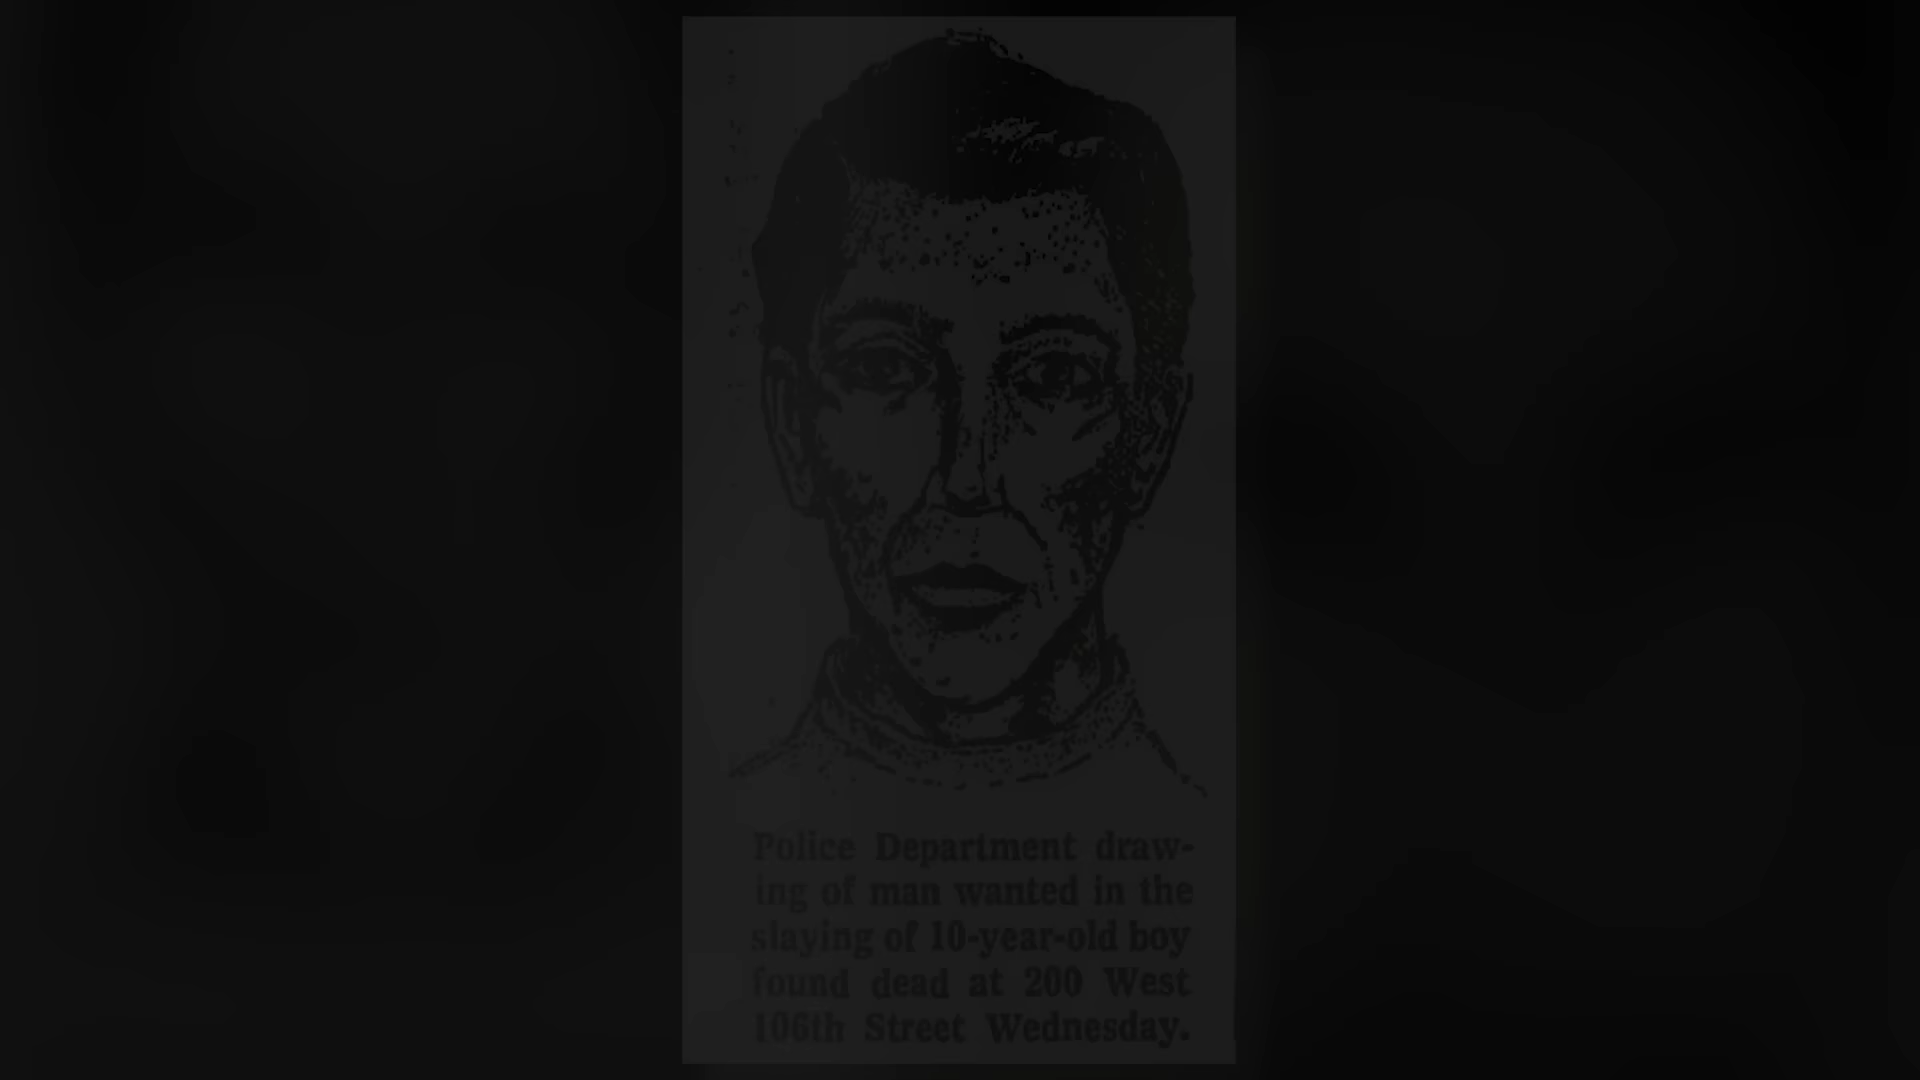 Police Department draw-
ing of man wanted in the
slaying of 10-year-old boy
found dead at 200 West
106th Street Wednesday.